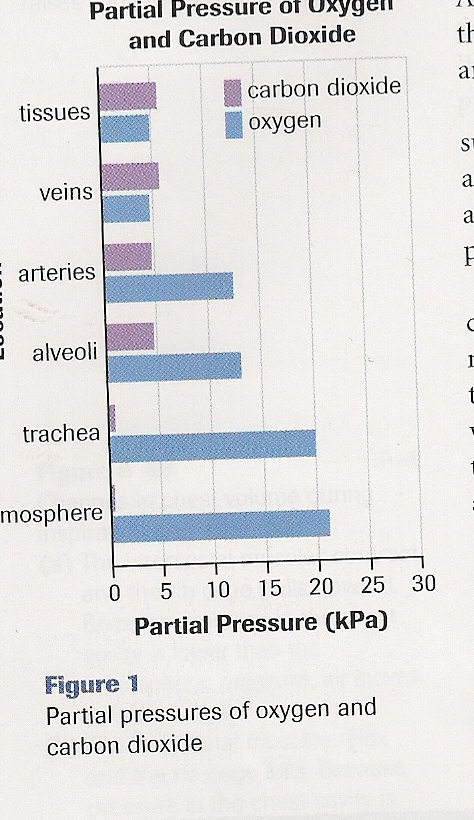 Partial Pressure of Oxygen
and Carbon Dioxide
carbon dioxide
oxygen
tissues
veins
arteries
alveoli
trachea
mosphere
0 5 10 15 20 25 30
Partial Pressure (kPa)
Figure 1
Partial pressures of oxygen and
carbon dioxide